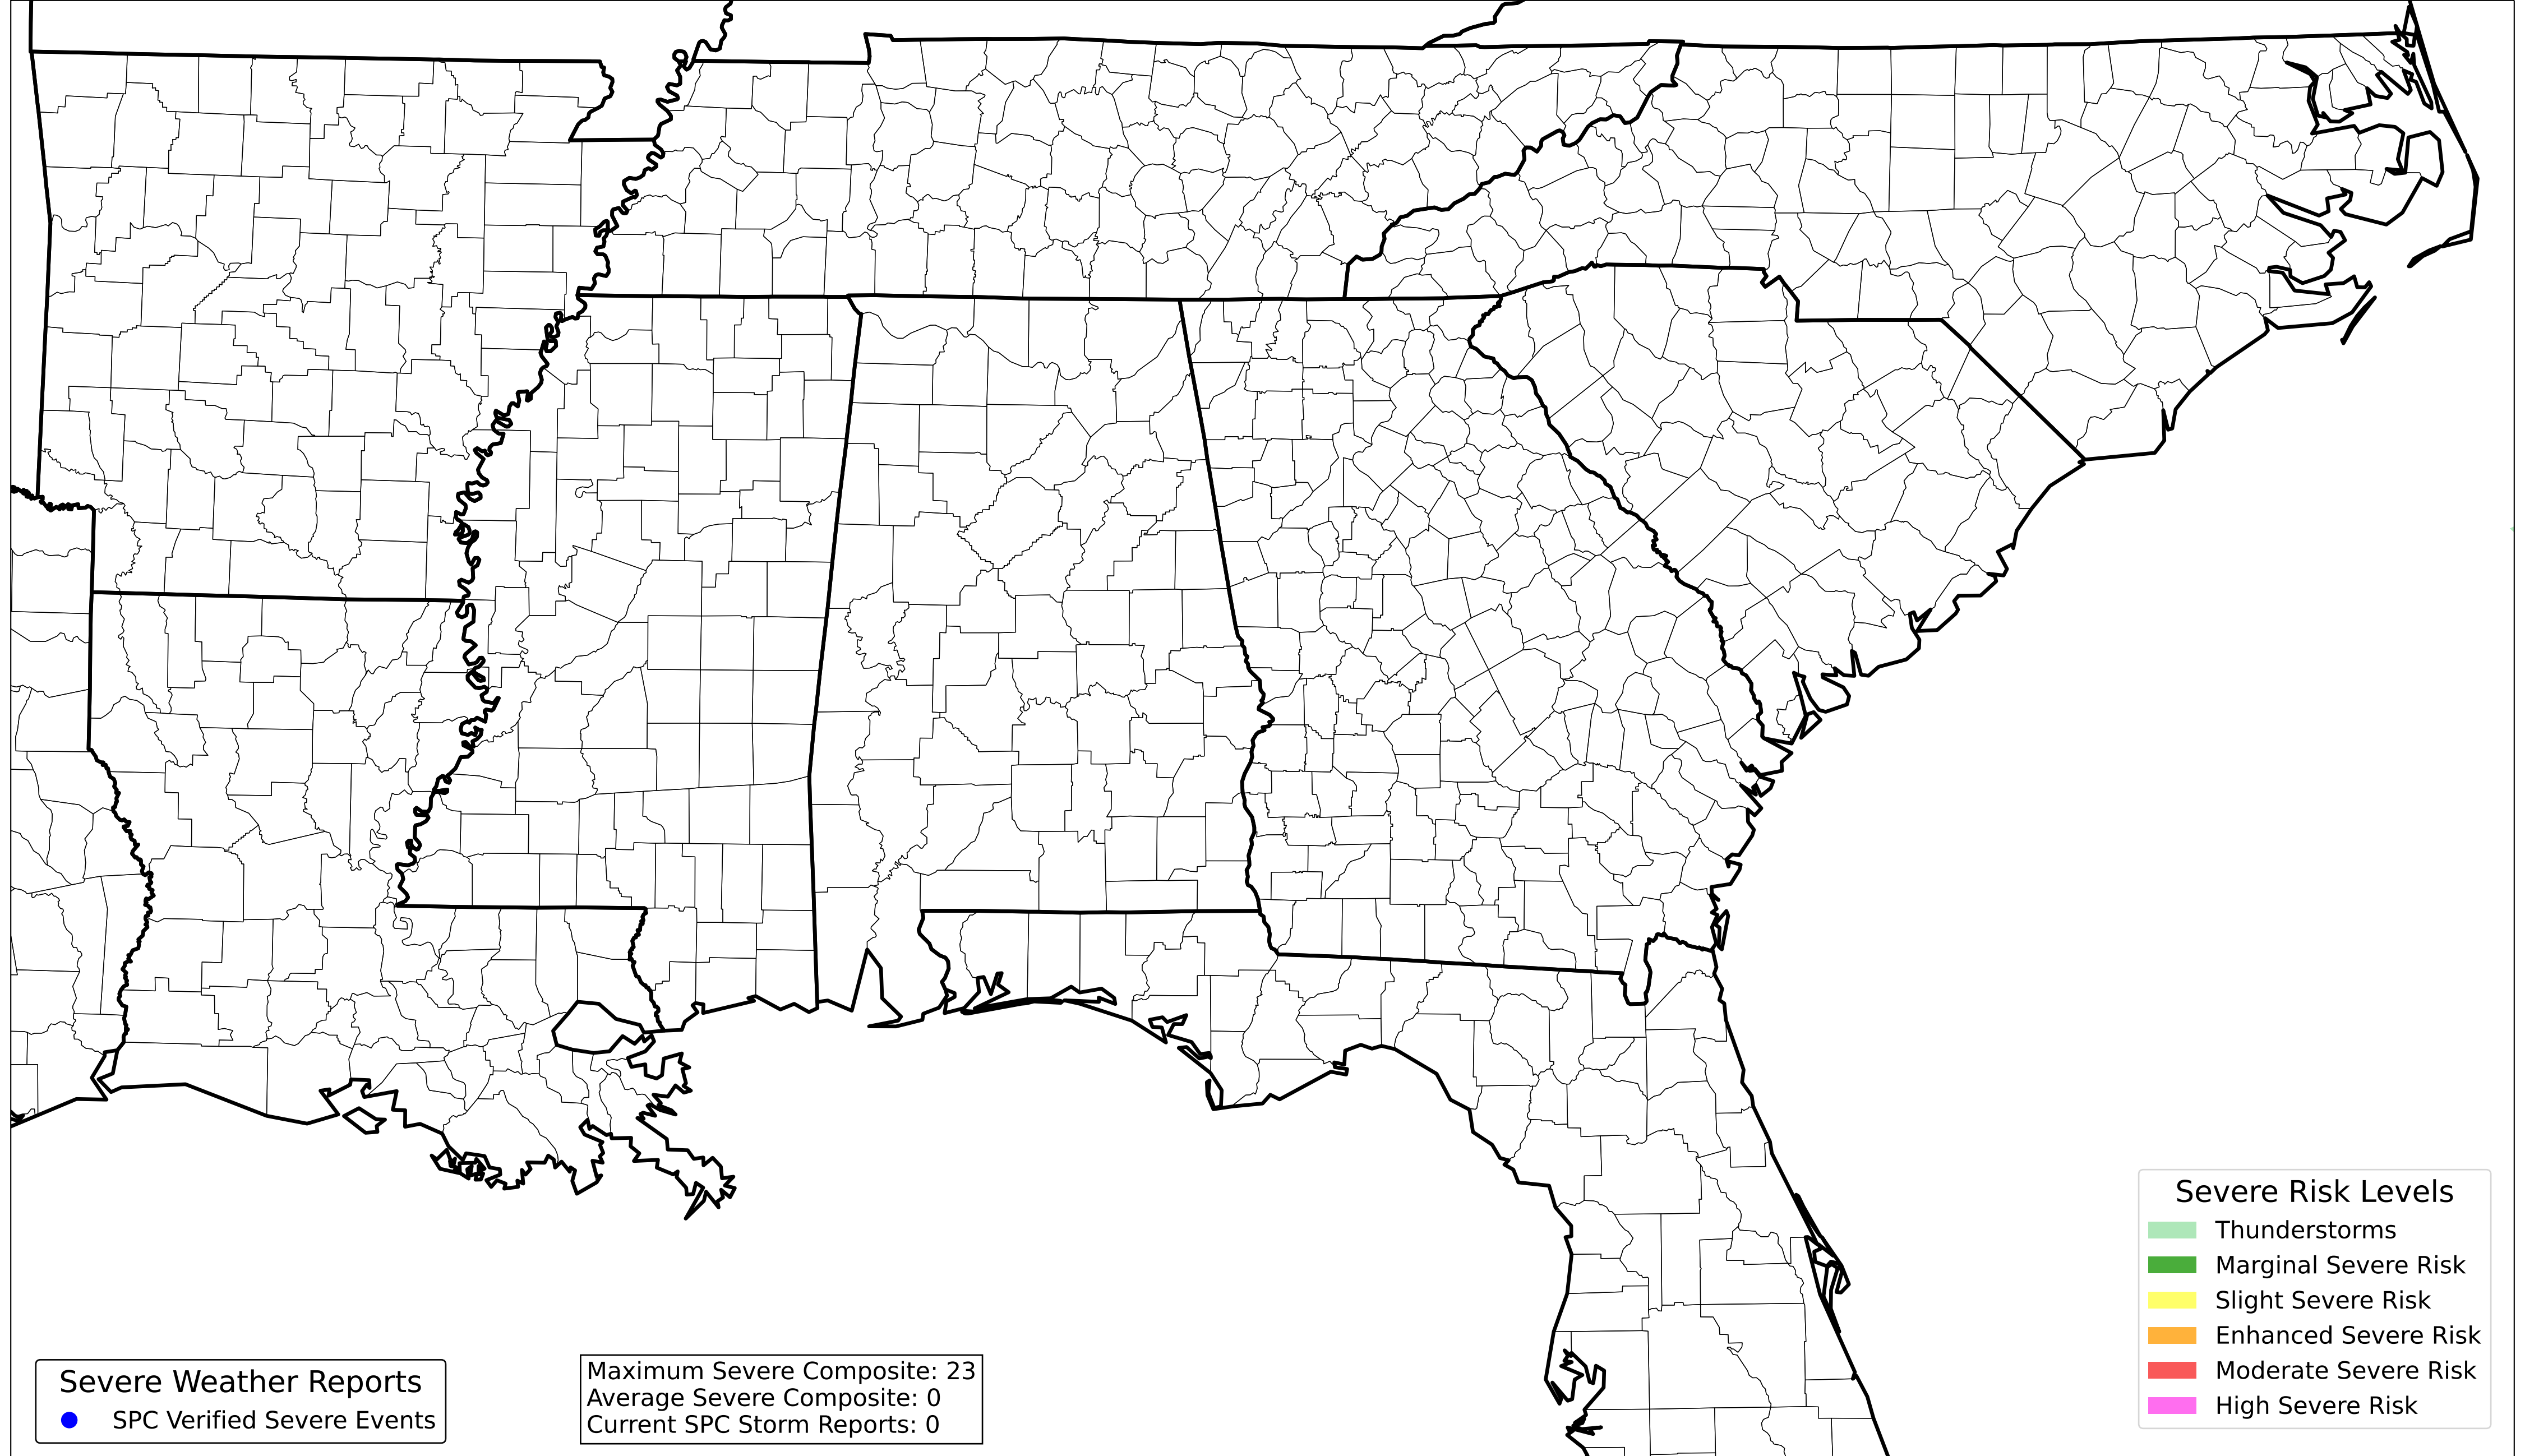 Severe Weather Reports
SPC Verified Severe Events
Maximum Severe Composite: 23
Average Severe Composite: 0
Current SPC Storm Reports: 0
Severe Risk Levels
Thunderstorms
Marginal Severe Risk
Slight Severe Risk
Enhanced Severe Risk
Moderate Severe Risk
High Severe Risk